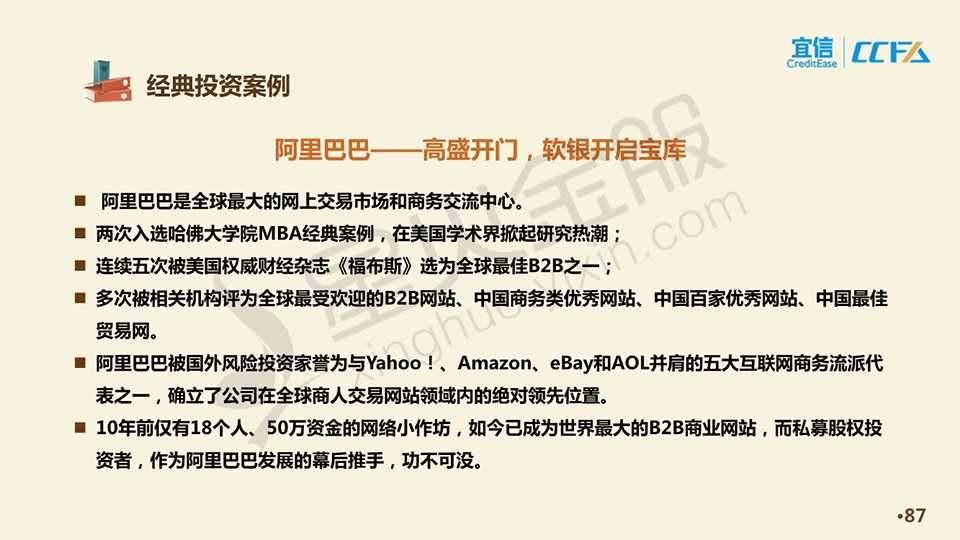 宜信
CreditEase
CCFA
经典投资案例
阿里巴巴——高盛开门，软银开启宝库
■ 阿里巴巴是全球最大的网上交易市场和商务交流中心。
■ 两次入选哈佛大学院MBA经典案例，在美国学术界掀起研究热潮；
■ 连续五次被美国权威财经杂志《福布斯》选为全球最佳B2B之一；
■ 多次被相关机构评为全球最受欢迎的B2B网站、中国商务类优秀网站、中国百家优秀网站、中国最佳
贸易网。
■ 阿里巴巴被国外风险投资家誉为与Yahoo！、Amazon、eBay和AOL并肩的五大互联网商务流派代
表之一，确立了公司在全球商人交易网站领域内的绝对领先位置。
■ 10年前仅有18个人、50万资金的网络小作坊，如今已成为世界最大的B2B商业网站，而私募股权投
资者，作为阿里巴巴发展的幕后推手，功不可没。
星火金服
xinghuo.yixin.com
•87